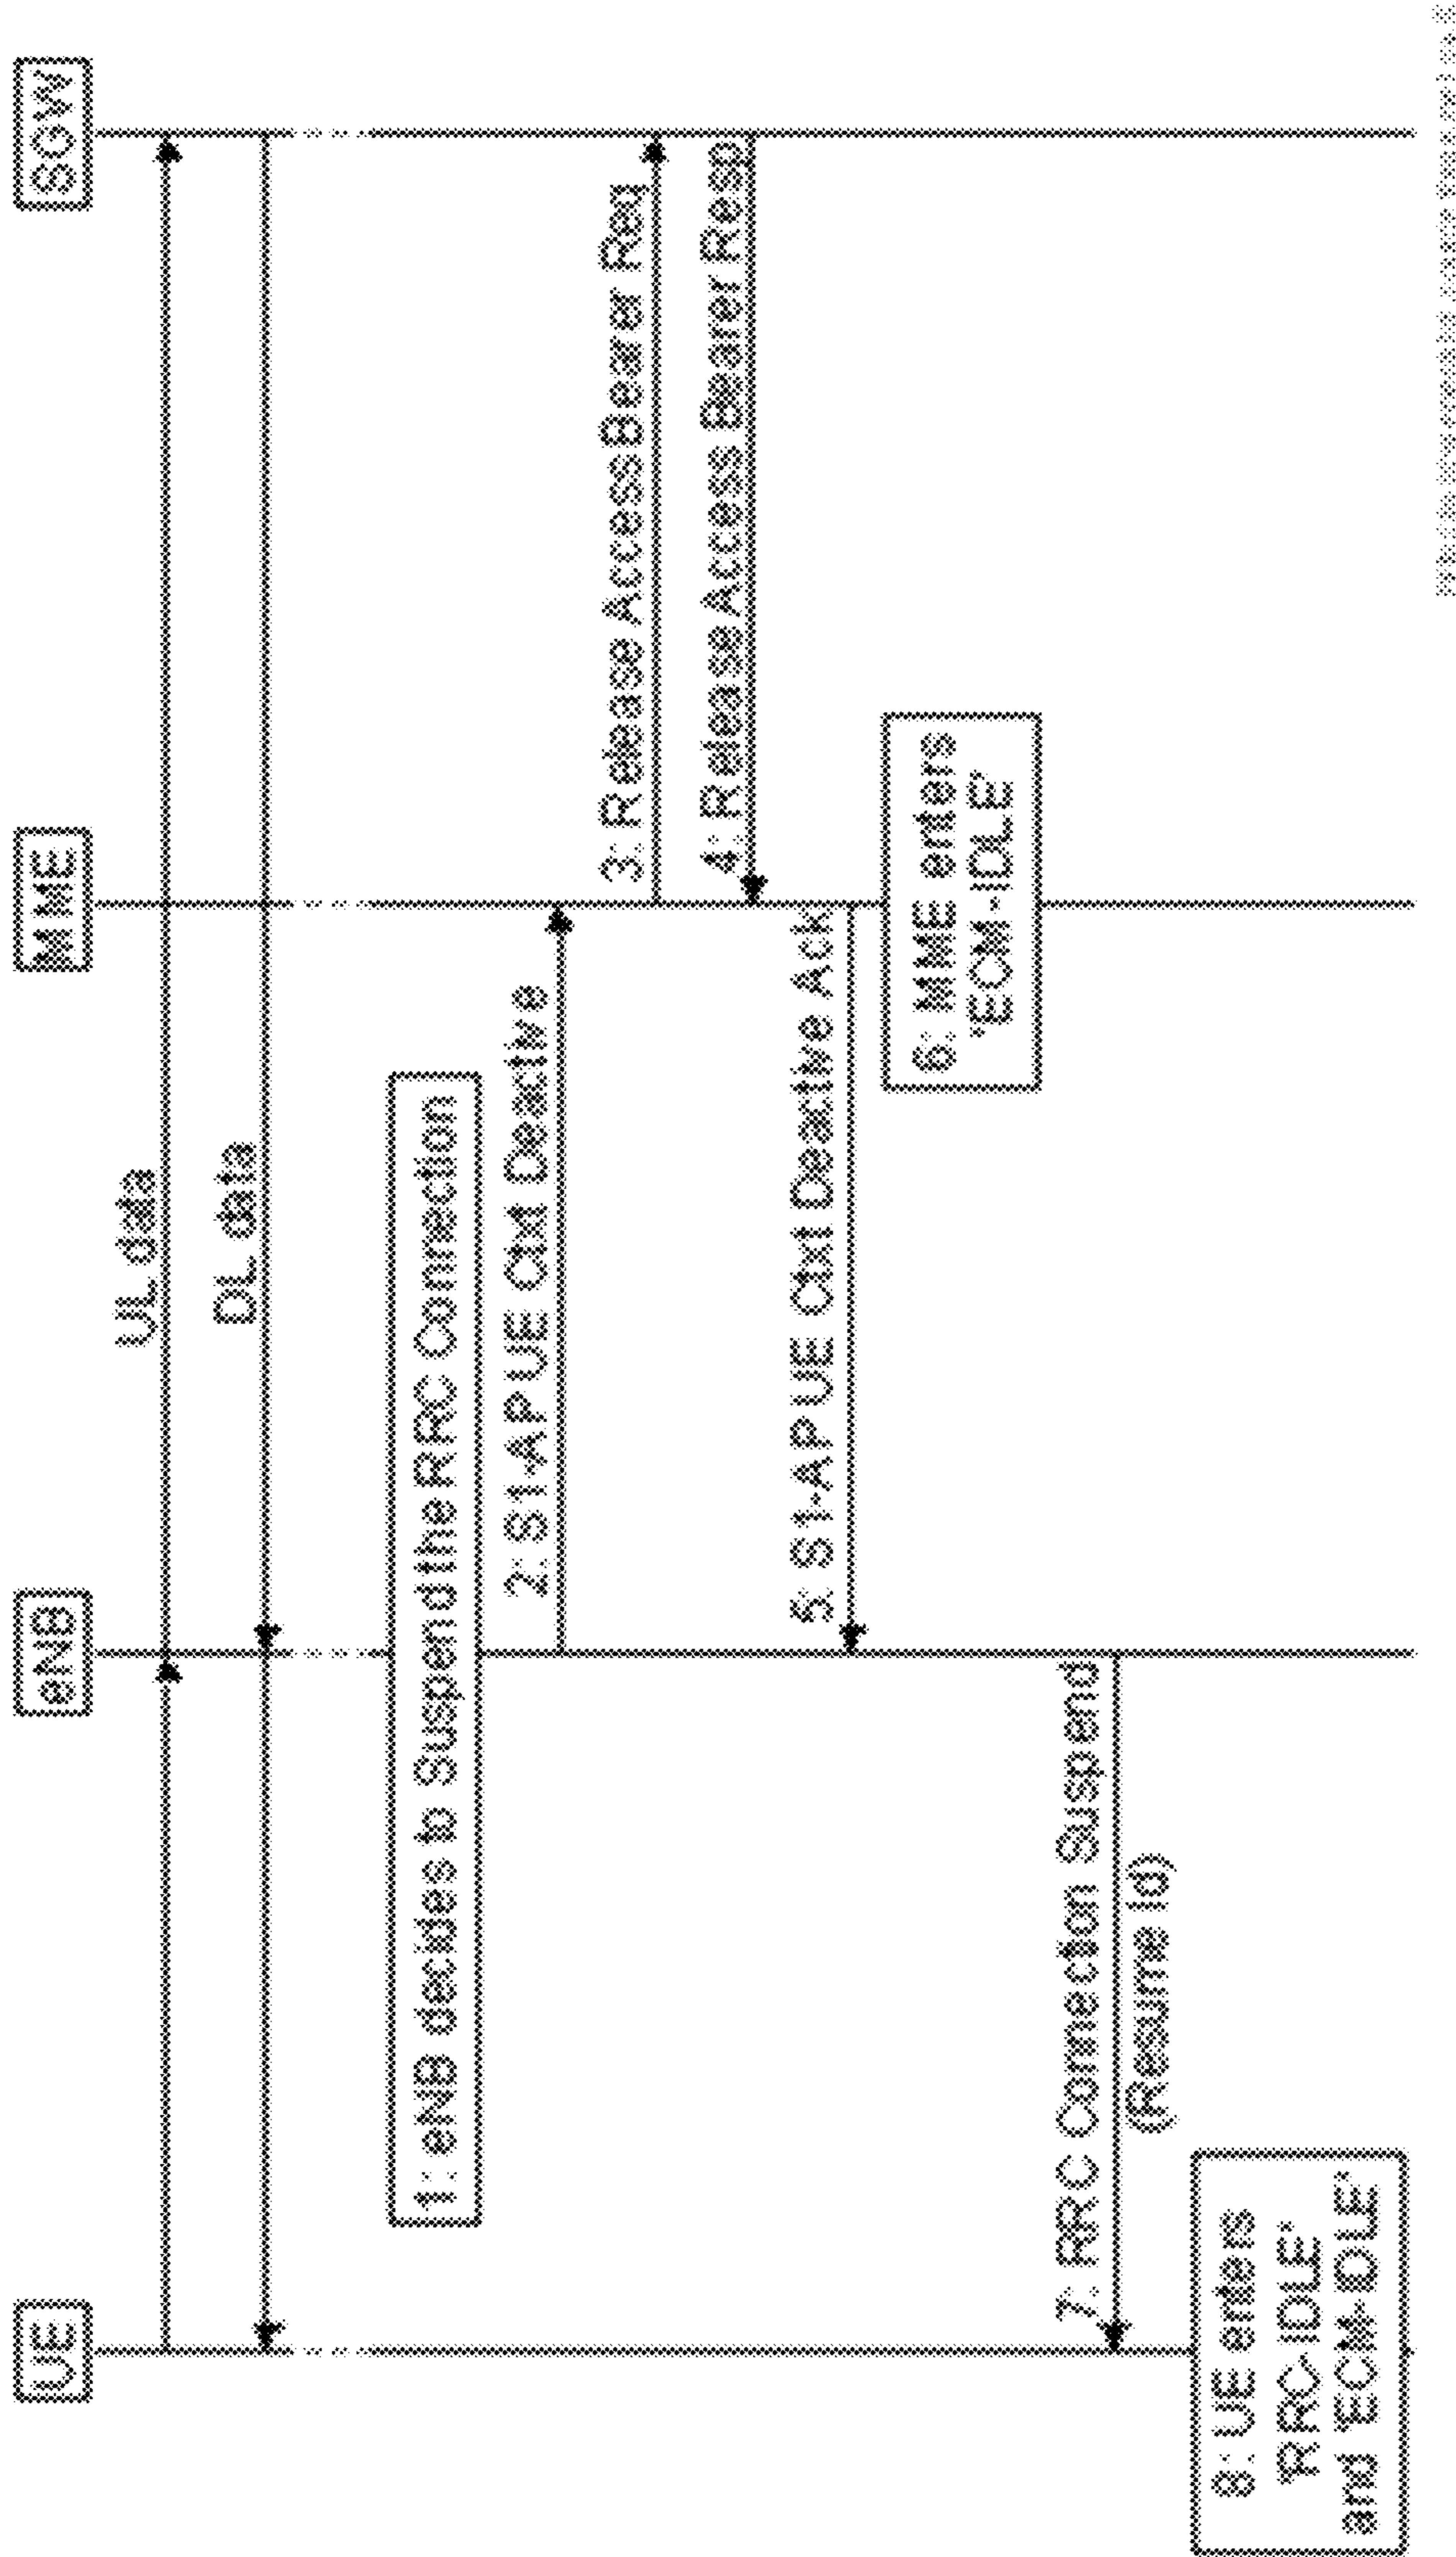 UE
eNB
MME
SGW
UL data
DL data
1: eNB decides to Suspend the RRC Connection
2: S1-AP UE Ctxt Deactive
3: Release Access Bearer Req
4: Release Access Bearer Resp
5: S1-AP UE Ctxt Deactive Ack
6: MME enters
'ECM-IDLE'
7: RRC Connection Suspend
(Resume Id)
8: UE enters
'RRC-IDLE'
and 'ECM-IDLE'